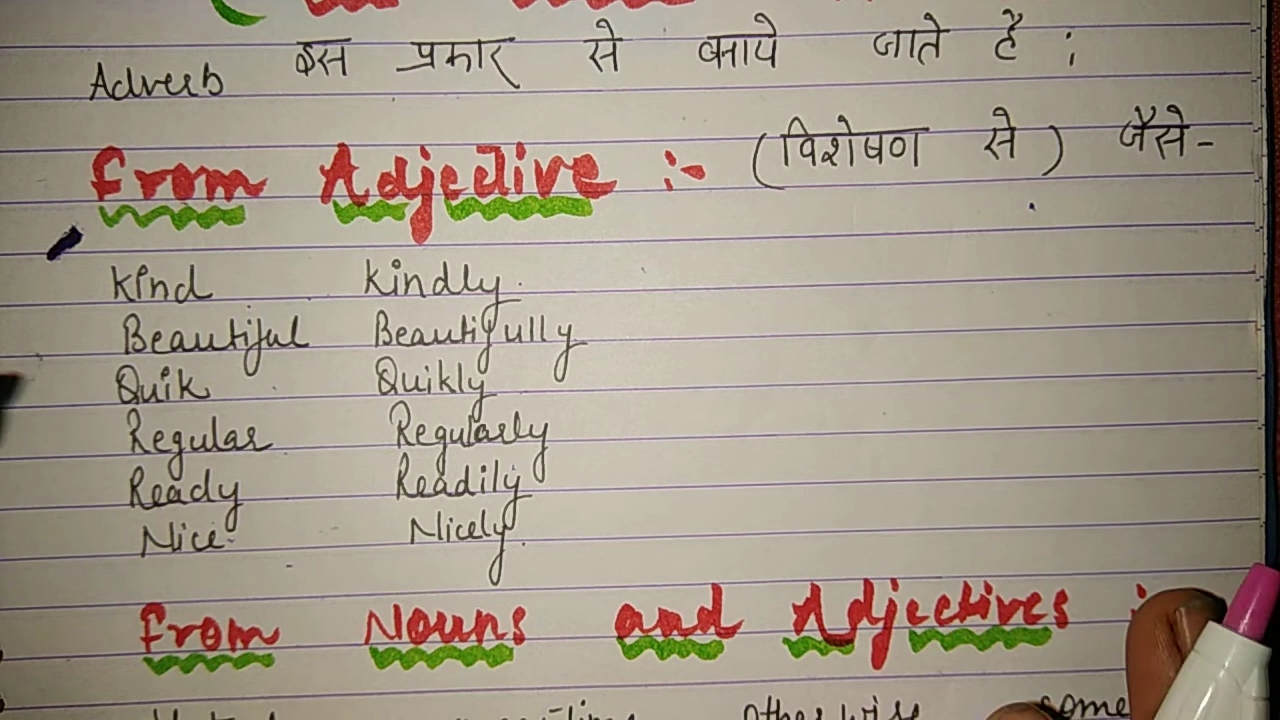 Adverb इस प्रकार से बनाये जाते है ;
From Adjective :- (विशेषण से) जैसे-
Kind Kindly.
Beautiful Beautifully
Quik Quikly
Regular Regularly
Ready Readily
Nice Nicely.
From Nouns and Adjectives :
otherwise some